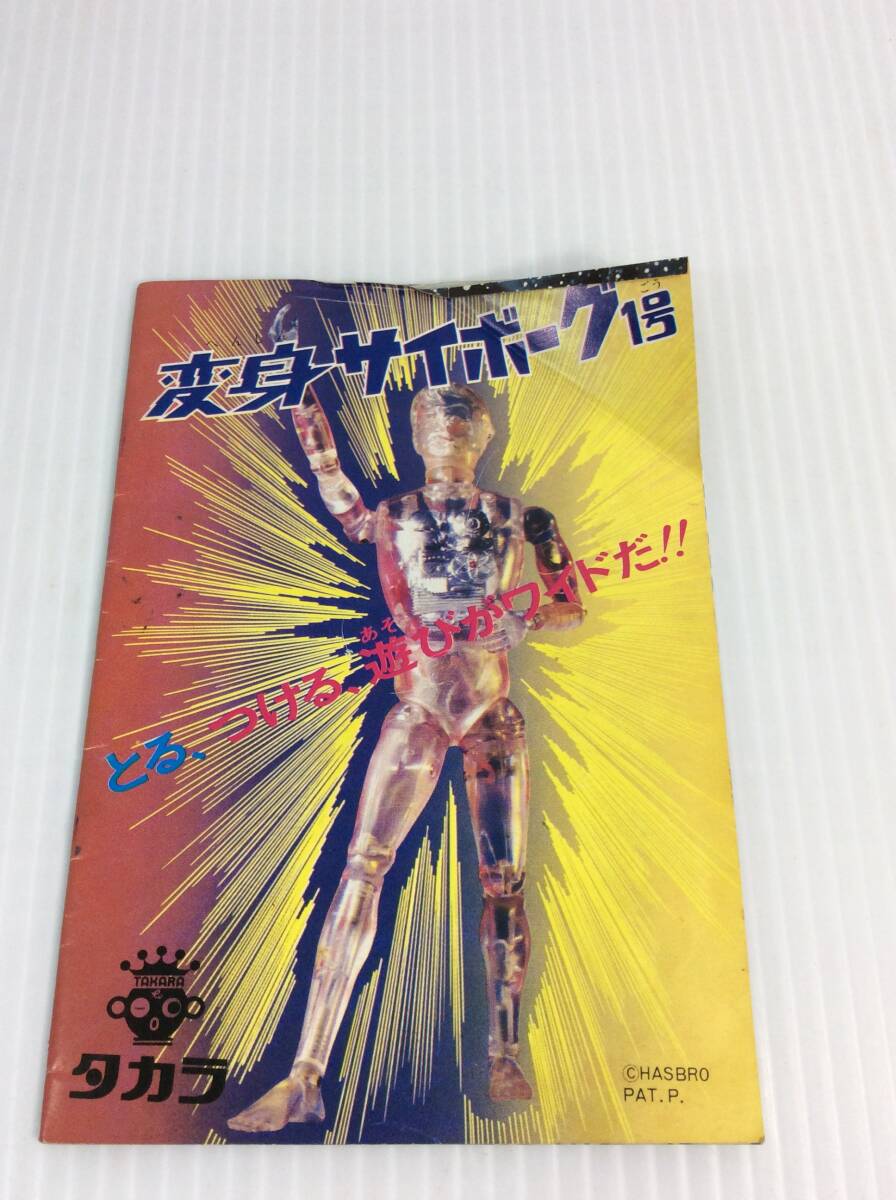 ごう
変身サイボーグ1号
あそ
とる、つける、遊びがワイドだ!!
TAKARA
タカラ
©HASBRO
PAT.P.